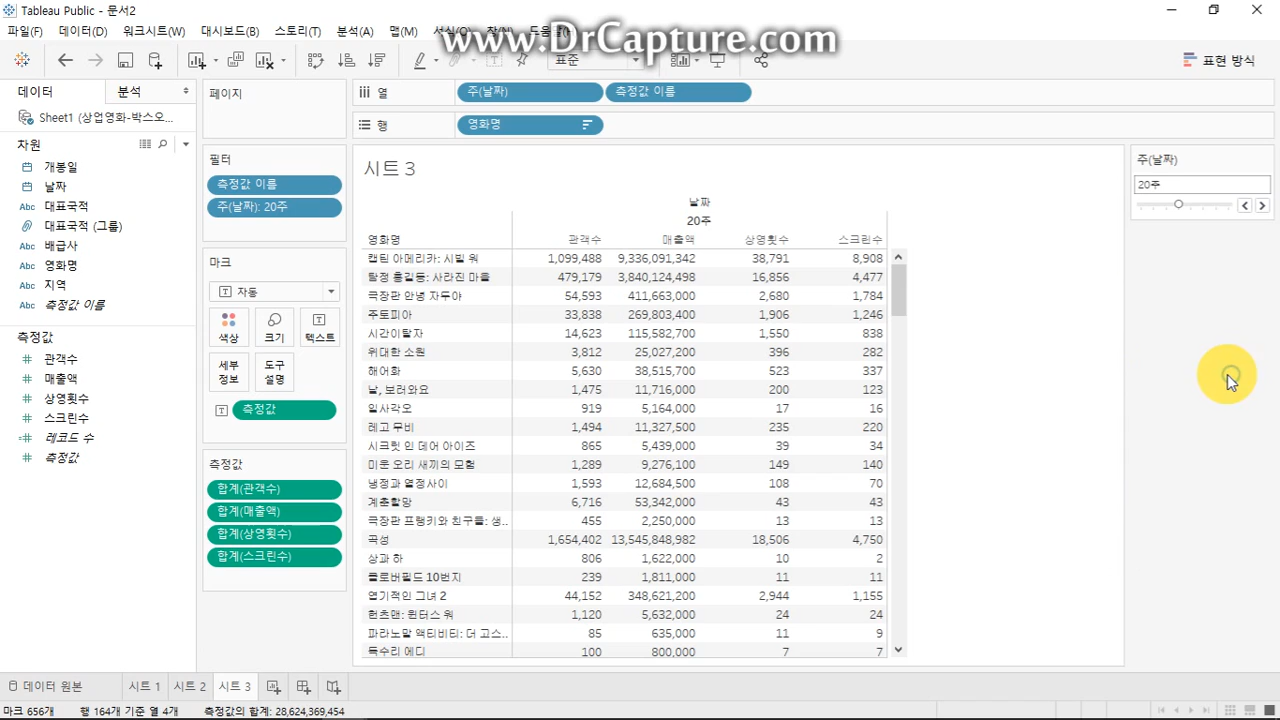 Tableau Public - 문서2
파일(F) 데이터(D) 워크시트(W) 대시보드(B) 스토리(T) 분석(A) 맵(M) 서식(O) 창(N) 도움말(H)
www.DrCapture.com
표준
표현 방식
데이터 분석
Sheet1 (상업영화-박스오...
차원
개봉일
날짜
Abc 대표국적
대표국적 (그룹)
Abc 배급사
Abc 영화명
Abc 지역
Abc 측정값 이름
측정값
관객수
매출액
상영횟수
스크린수
레코드 수
측정값
페이지
필터
측정값 이름
주(날짜): 20주
마크
자동
색상 크기 텍스트
세부 정보 도구 설명
측정값
측정값
합계(관객수)
합계(매출액)
합계(상영횟수)
합계(스크린수)
열 주(날짜) 측정값 이름
행 영화명
시트 3
날짜
20주
영화명 관객수 매출액 상영횟수 스크린수
캡틴 아메리카: 시빌 워 1,099,488 9,336,091,342 38,791 8,908
탐정 홍길동: 사라진 마을 479,179 3,840,124,498 16,856 4,477
극장판 안녕 자두야 54,593 411,663,000 2,680 1,784
주토피아 33,838 269,803,400 1,906 1,246
시간이탈자 14,623 115,582,700 1,550 838
위대한 소원 3,812 25,027,200 396 282
해어화 5,630 38,515,700 523 337
날, 보러와요 1,475 11,716,000 200 123
일사각오 919 5,164,000 17 16
레고 무비 1,494 11,327,500 235 220
시크릿 인 데어 아이즈 865 5,439,000 39 34
미운 오리 새끼의 모험 1,289 9,276,100 149 140
냉정과 열정사이 1,593 12,684,500 108 70
계춘할망 6,716 53,342,000 43 43
극장판 프랭키와 친구들: 생.. 455 2,250,000 13 13
곡성 1,654,402 13,545,848,982 18,506 4,750
상과 하 806 1,622,000 10 2
클로버필드 10번지 239 1,811,000 11 11
엽기적인 그녀 2 44,152 348,621,200 2,944 1,155
헌츠맨: 윈터스 워 1,120 5,632,000 24 24
파라노말 액티비티: 더 고스.. 85 635,000 11 9
독수리 에디 100 800,000 7 7
주(날짜)
20주
데이터 원본 시트 1 시트 2 시트 3
마크 656개 행 164개 기준 열 4개 측정값의 합계: 28,624,369,454